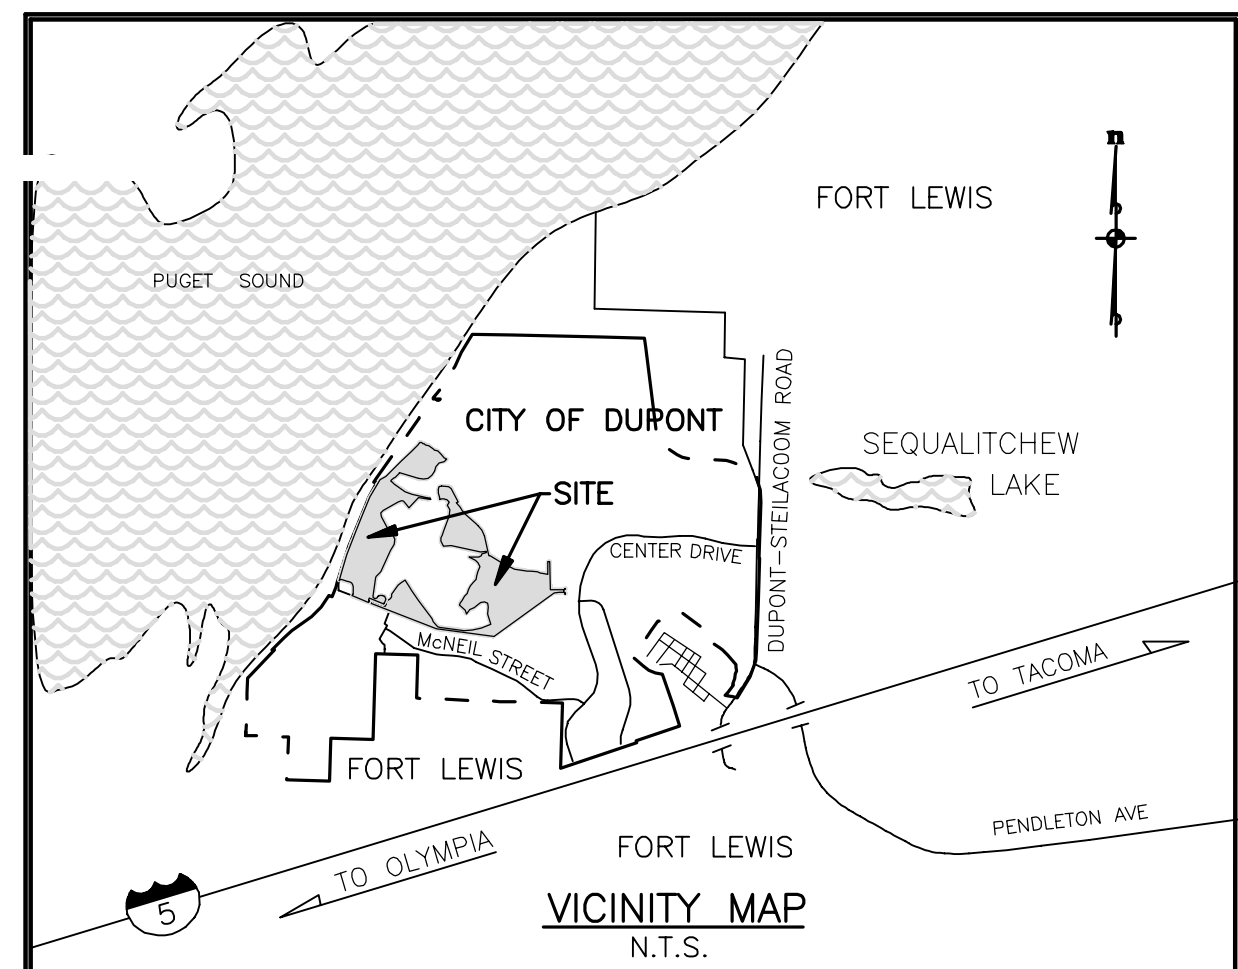 n
FORT LEWIS
PUGET SOUND
DUPONT-STEILACOOM ROAD
CITY OF DUPONT
SEQUALITCHEW
LAKE
SITE
CENTER DRIVE
McNEIL STREET
TO TACOMA
FORT LEWIS
PENDLETON AVE
TO OLYMPIA
FORT LEWIS
5
VICINITY MAP
N.T.S.